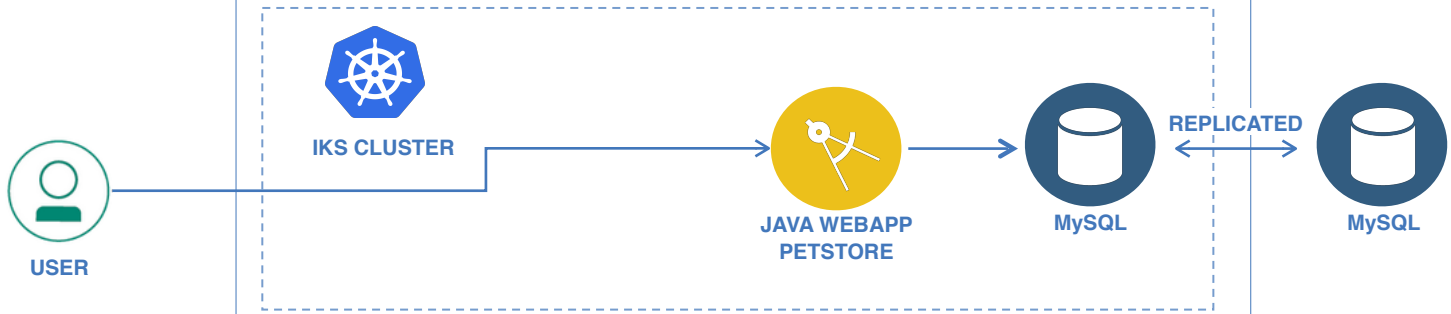 IKS CLUSTER
USER
JAVA WEBAPP
PETSTORE
MySQL
REPLICATED
MySQL